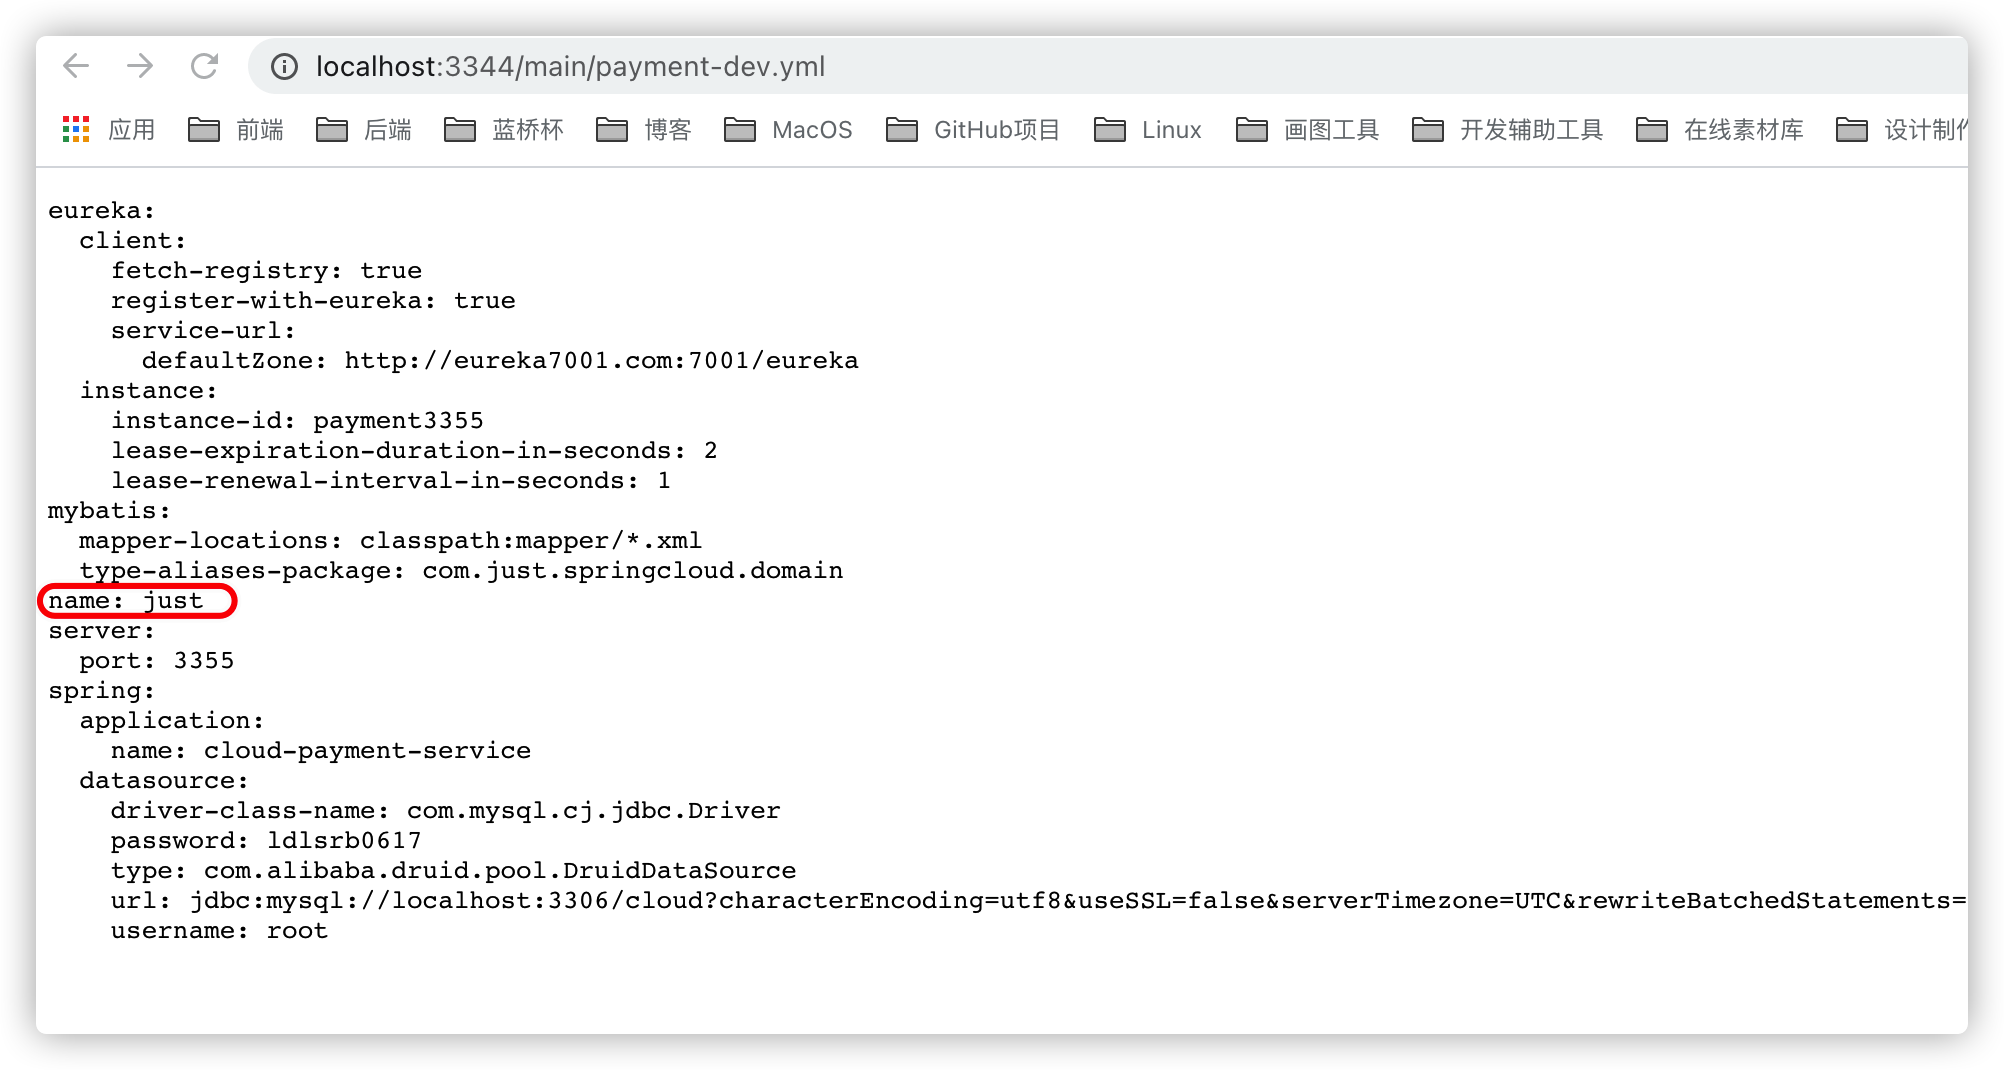 localhost:3344/main/payment-dev.yml
应用 前端 后端 蓝桥杯 博客 MacOS GitHub项目 Linux 画图工具 开发辅助工具 在线素材库 设计制作
eureka:
  client:
    fetch-registry: true
    register-with-eureka: true
    service-url:
      defaultZone: http://eureka7001.com:7001/eureka
  instance:
    instance-id: payment3355
    lease-expiration-duration-in-seconds: 2
    lease-renewal-interval-in-seconds: 1
mybatis:
  mapper-locations: classpath:mapper/*.xml
  type-aliases-package: com.just.springcloud.domain
name: just
server:
  port: 3355
spring:
  application:
    name: cloud-payment-service
  datasource:
    driver-class-name: com.mysql.cj.jdbc.Driver
    password: ldlsrb0617
    type: com.alibaba.druid.pool.DruidDataSource
    url: jdbc:mysql://localhost:3306/cloud?characterEncoding=utf8&useSSL=false&serverTimezone=UTC&rewriteBatchedStatements=
    username: root